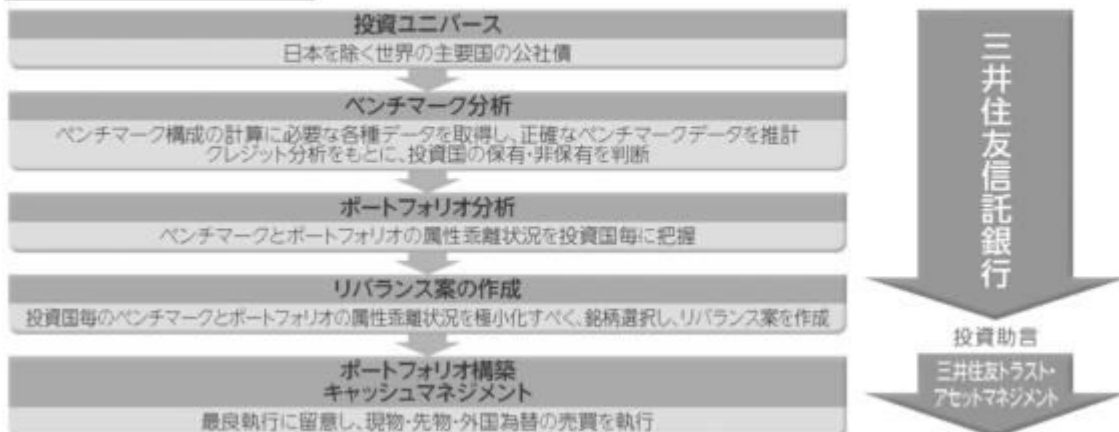 投資ユニバース
日本を除く世界の主要国の公社債
ベンチマーク分析
ベンチマーク構成の計算に必要な各種データを取得し、正確なベンチマークデータを推計
クレジット分析をもとに、投資国の保有・非保有を判断
ポートフォリオ分析
ベンチマークとポートフォリオの属性乖離状況を投資国毎に把握
リバランス案の作成
投資国毎のベンチマークとポートフォリオの属性乖離状況を極小化すべく、銘柄選択し、リバランス案を作成
ポートフォリオ構築
キャッシュマネジメント
最良執行に留意し、現物・先物・外国為替の売買を執行
三井住友信託銀行
投資助言
三井住友トラスト・
アセットマネジメント